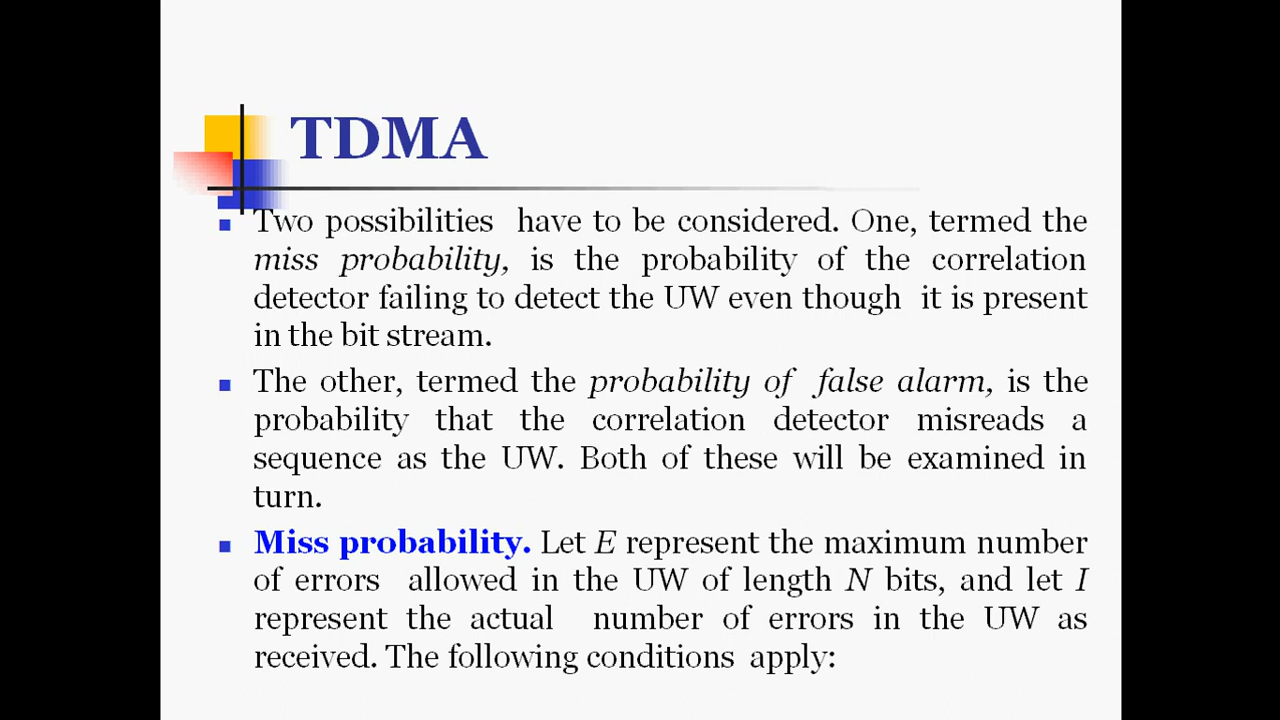 TDMA
Two possibilities have to be considered. One, termed the
miss probability, is the probability of the correlation
detector failing to detect the UW even though it is present
in the bit stream.
The other, termed the probability of false alarm, is the
probability that the correlation detector misreads a
sequence as the UW. Both of these will be examined in
turn.
Miss probability. Let E represent the maximum number
of errors allowed in the UW of length N bits, and let I
represent the actual number of errors in the UW as
received. The following conditions apply: